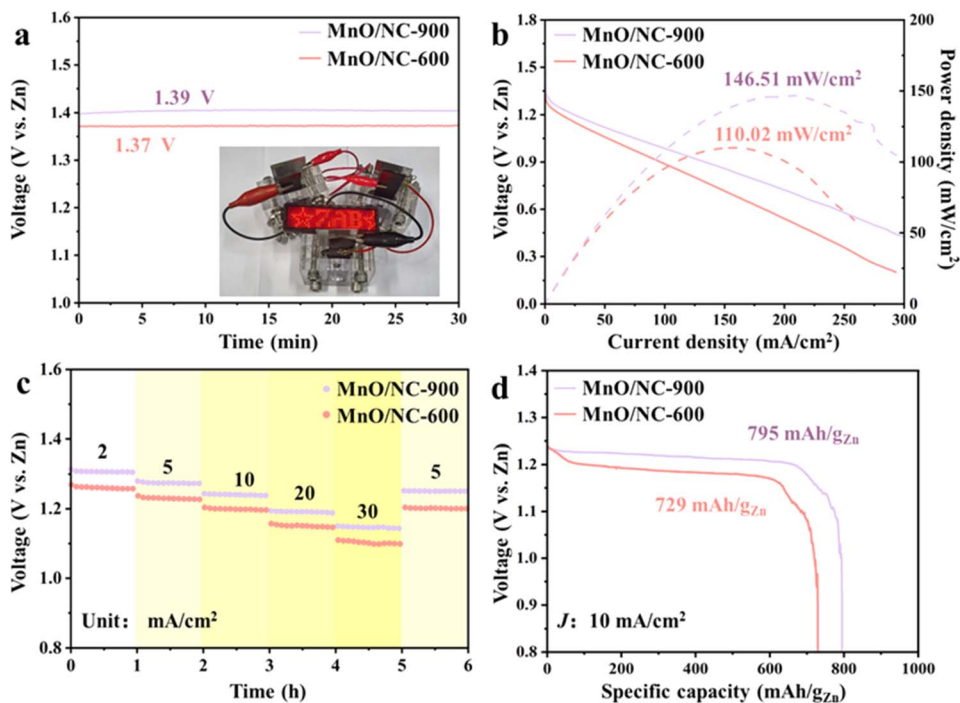 a
MnO/NC-900
MnO/NC-600
1.39 V
1.37 V
☆ZAB☆
1.6
1.5
1.4
1.3
1.2
1.1
1.0
Voltage (V vs. Zn)
0 5 10 15 20 25 30
Time (min)
b
MnO/NC-900
MnO/NC-600
146.51 mW/cm²
110.02 mW/cm²
1.8
1.5
1.2
0.9
0.6
0.3
0.0
Voltage (V vs. Zn)
200
150
100
50
0
Power density (mW/cm²)
0 50 100 150 200 250 300
Current density (mA/cm²)
c
MnO/NC-900
MnO/NC-600
2 5 10 20 30 5
Unit: mA/cm²
1.6
1.4
1.2
1.0
0.8
Voltage (V vs. Zn)
0 1 2 3 4 5 6
Time (h)
d
MnO/NC-900
MnO/NC-600
795 mAh/gZn
729 mAh/gZn
J: 10 mA/cm²
1.4
1.3
1.2
1.1
1.0
0.9
0.8
Voltage (V vs. Zn)
0 200 400 600 800 1000
Specific capacity (mAh/gZn)